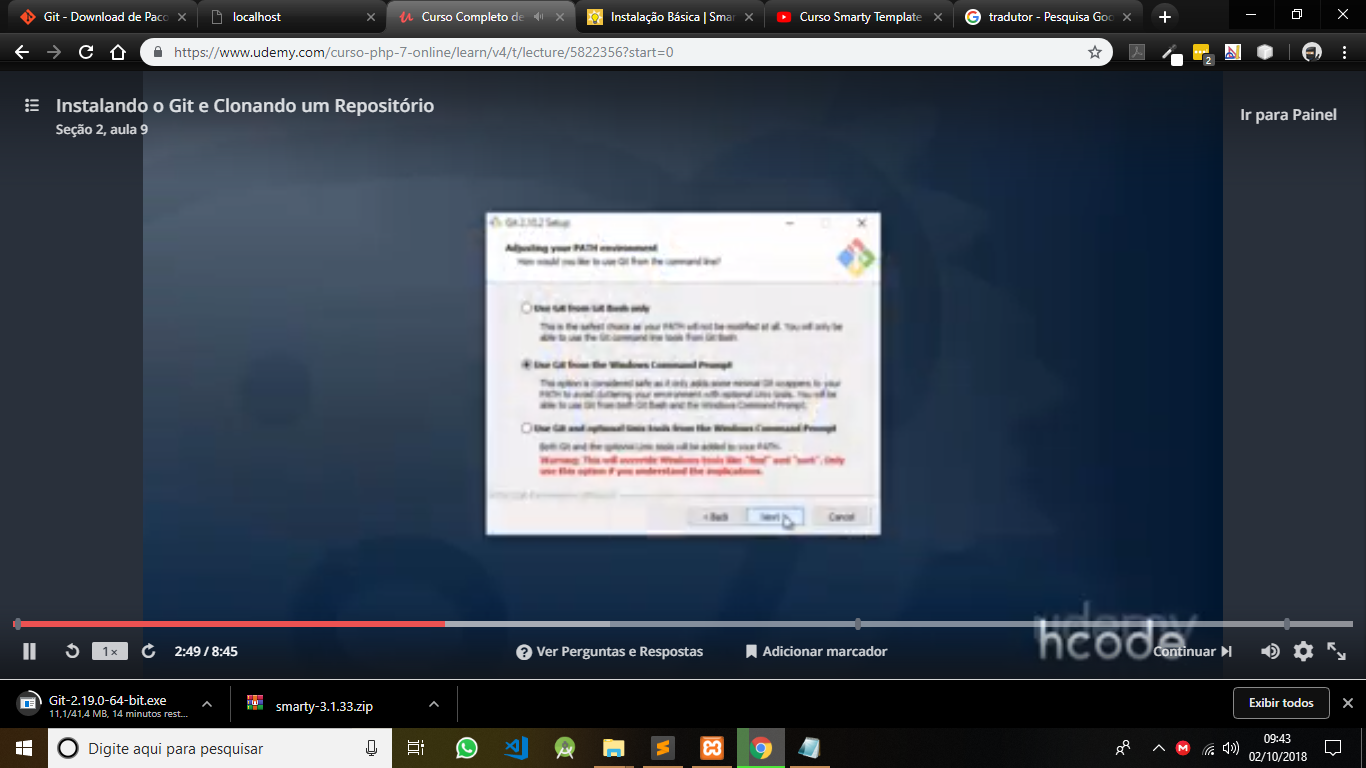 Git - Download de Paco
localhost
Curso Completo de
Instalação Básica | Smar
Curso Smarty Template
tradutor - Pesquisa Goo
https://www.udemy.com/curso-php-7-online/learn/v4/t/lecture/5822356?start=0
2
Instalando o Git e Clonando um Repositório
Seção 2, aula 9
Ir para Painel
Git 2.10.2 Setup
Adjusting your PATH environment
How would you like to use Git from the command line?
Use Git from Git Bash only
This is the safest choice as your PATH will not be modified at all. You will only be
able to use the Git command line tools from Git Bash.
Use Git from the Windows Command Prompt
This option is considered safe as it only adds some minimal Git wrappers to your
PATH to avoid cluttering your environment with optional Unix tools. You will be
able to use Git from both Git Bash and the Windows Command Prompt.
Use Git and optional Unix tools from the Windows Command Prompt
Both Git and the optional Unix tools will be added to your PATH.
Warning: This will override Windows tools like "find" and "sort". Only
use this option if you understand the implications.
< Back
Next >
Cancel
udemy
hcode
1×
2:49 / 8:45
Ver Perguntas e Respostas
Adicionar marcador
Continuar
Git-2.19.0-64-bit.exe
11,1/41,4 MB, 14 minutos rest...
smarty-3.1.33.zip
Exibir todos
Digite aqui para pesquisar
09:43
02/10/2018